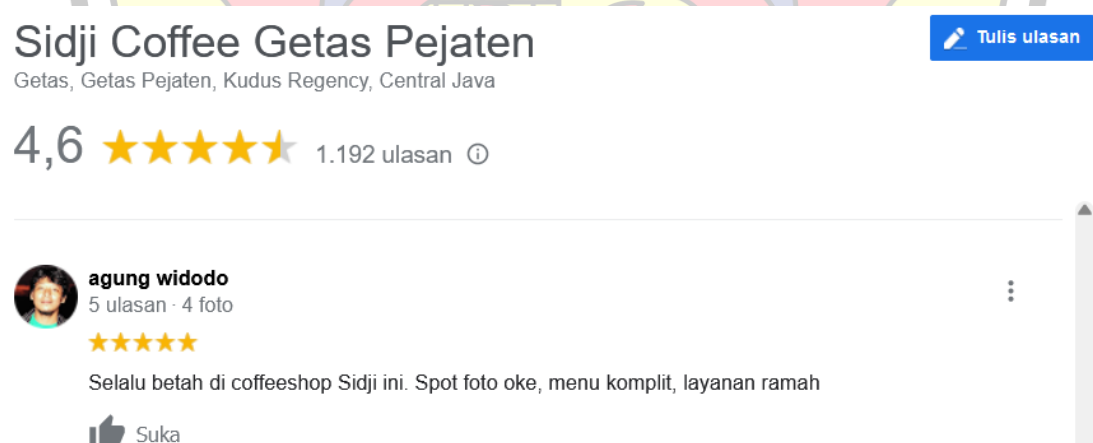 Sidji Coffee Getas Pejaten
Tulis ulasan
Getas, Getas Pejaten, Kudus Regency, Central Java
4,6
1.192 ulasan
agung widodo
5 ulasan · 4 foto
Selalu betah di coffeeshop Sidji ini. Spot foto oke, menu komplit, layanan ramah
Suka